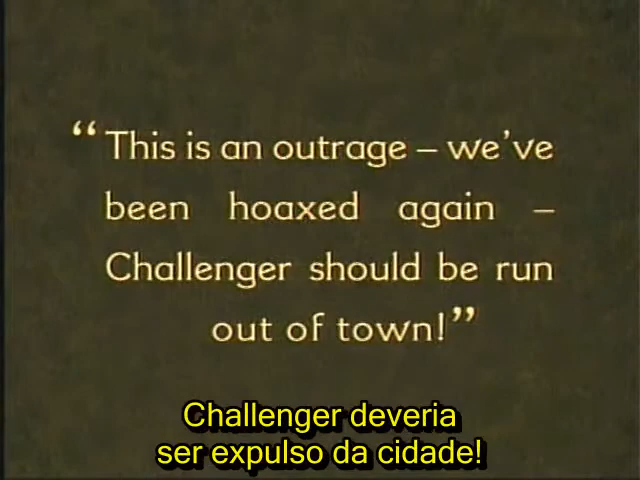 “This is an outrage – we’ve
been hoaxed again –
Challenger should be run
out of town!”
Challenger deveria
ser expulso da cidade!